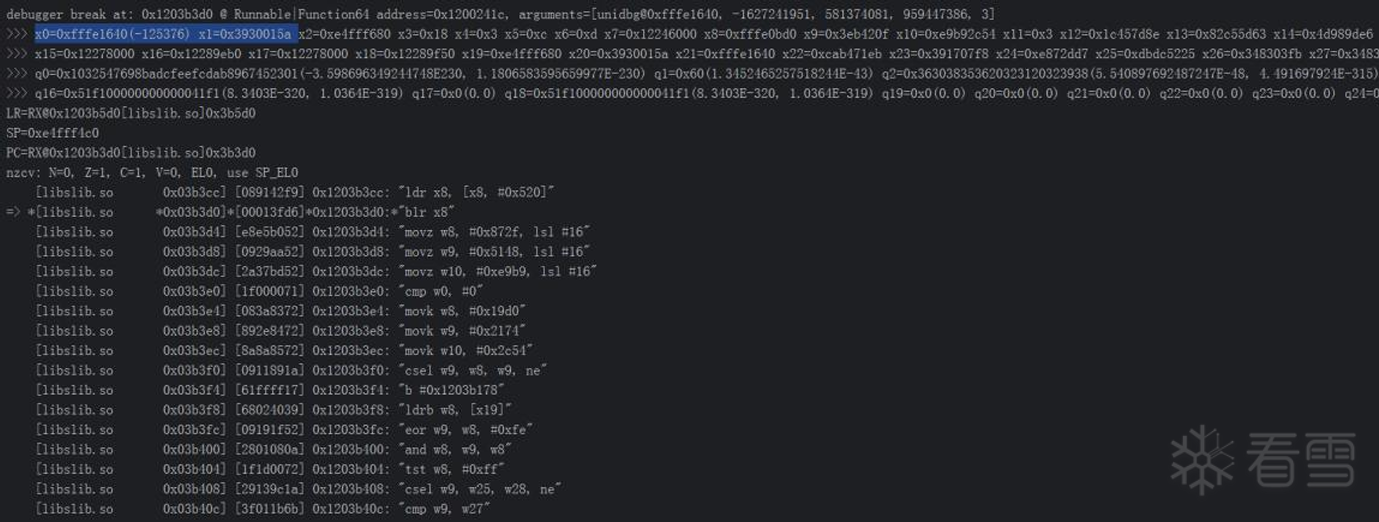 debugger break at: 0x1203b3d0 @ Runnable|Function64 address=0x1200241c, arguments=[unidbg@0xfffe1640, -1627241951, 581374081, 959447386, 3]
>>> x0=0xfffe1640(-125376) x1=0x3930015a x2=0xe4fff680 x3=0x18 x4=0x3 x5=0xc x6=0xd x7=0x12246000 x8=0xfffe0bd0 x9=0x3eb420f x10=0xe9b92c54 x11=0x3 x12=0x1c457d8e x13=0x82c55d63 x14=0x4d989de6
>>> x15=0x12278000 x16=0x12289eb0 x17=0x12278000 x18=0x12289f50 x19=0xe4fff680 x20=0x3930015a x21=0xfffe1640 x22=0xcab471eb x23=0x391707f8 x24=0xe872dd7 x25=0xdbdc5225 x26=0x348303fb x27=0x3483
>>> q0=0x1032547698badcfeefcdab8967452301(-3.598696349244748E230, 1.1806583595659977E-230) q1=0x60(1.3452465257518244E-43) q2=0x363038353620323120323938(5.540897692487247E-48, 4.491697924E-315)
>>> q16=0x51f10000000000041f1(8.3403E-320, 1.0364E-319) q17=0x0(0.0) q18=0x51f10000000000041f1(8.3403E-320, 1.0364E-319) q19=0x0(0.0) q20=0x0(0.0) q21=0x0(0.0) q22=0x0(0.0) q23=0x0(0.0) q24=0
LR=RX@0x1203b5d0[libslib.so]0x3b5d0
SP=0xe4fff4c0
PC=RX@0x1203b3d0[libslib.so]0x3b3d0
nzcv: N=0, Z=1, C=1, V=0, EL0, use SP_EL0
[libslib.so 0x03b3cc] [089142f9] 0x1203b3cc: "ldr x8, [x8, #0x520]"
=> *[libslib.so *0x03b3d0]*[00013fd6]*0x1203b3d0:*"blr x8"
[libslib.so 0x03b3d4] [e8e5b052] 0x1203b3d4: "movz w8, #0x872f, lsl #16"
[libslib.so 0x03b3d8] [0929aa52] 0x1203b3d8: "movz w9, #0x5148, lsl #16"
[libslib.so 0x03b3dc] [2a37bd52] 0x1203b3dc: "movz w10, #0xe9b9, lsl #16"
[libslib.so 0x03b3e0] [1f000071] 0x1203b3e0: "cmp w0, #0"
[libslib.so 0x03b3e4] [083a8372] 0x1203b3e4: "movk w8, #0x19d0"
[libslib.so 0x03b3e8] [892e8472] 0x1203b3e8: "movk w9, #0x2174"
[libslib.so 0x03b3ec] [8a8a8572] 0x1203b3ec: "movk w10, #0x2c54"
[libslib.so 0x03b3f0] [0911891a] 0x1203b3f0: "csel w9, w8, w9, ne"
[libslib.so 0x03b3f4] [61ffff17] 0x1203b3f4: "b #0x1203b178"
[libslib.so 0x03b3f8] [68024039] 0x1203b3f8: "ldrb w8, [x19]"
[libslib.so 0x03b3fc] [09191f52] 0x1203b3fc: "eor w9, w8, #0xfe"
[libslib.so 0x03b400] [2801080a] 0x1203b400: "and w8, w9, w8"
[libslib.so 0x03b404] [1f1d0072] 0x1203b404: "tst w8, #0xff"
[libslib.so 0x03b408] [29139c1a] 0x1203b408: "csel w9, w25, w28, ne"
[libslib.so 0x03b40c] [3f011b6b] 0x1203b40c: "cmp w9, w27"
看雪